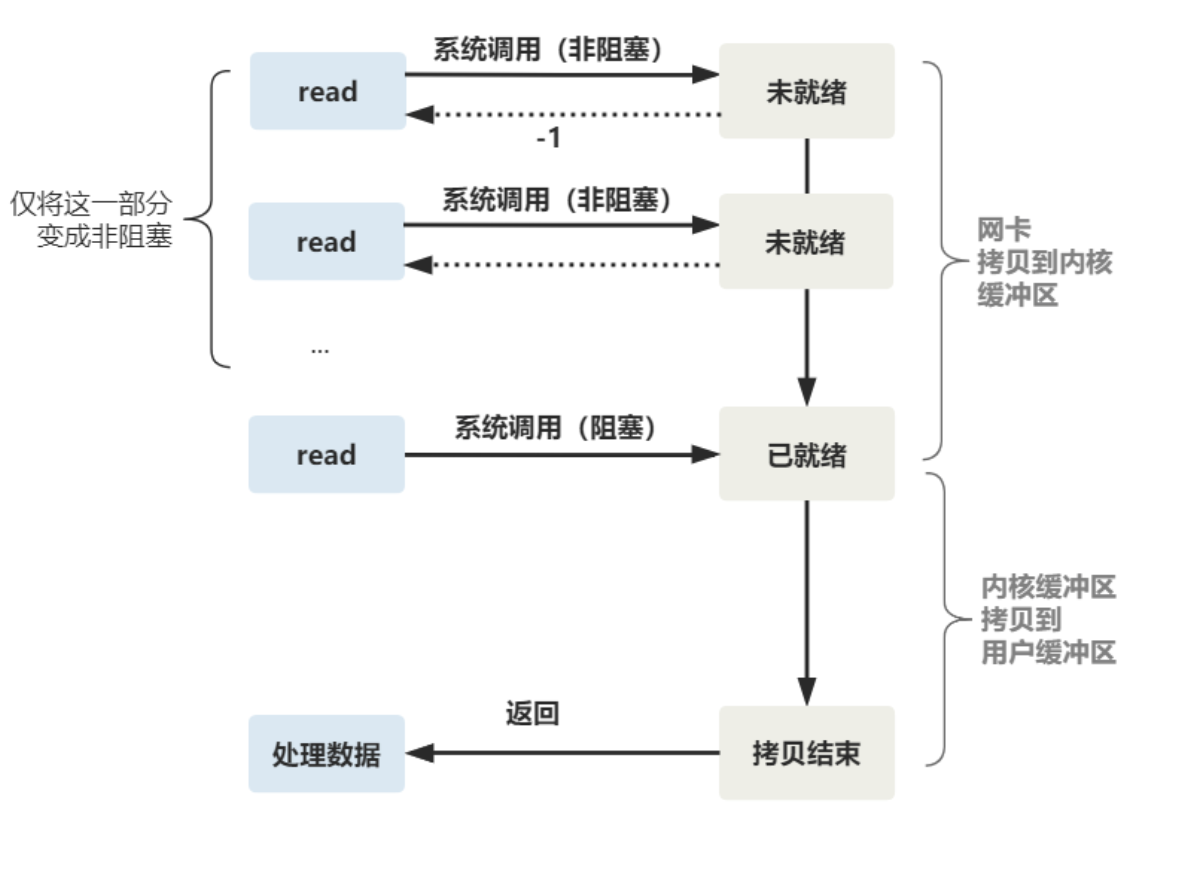 系统调用（非阻塞）
read
未就绪
-1
仅将这一部分
变成非阻塞
系统调用（非阻塞）
read
未就绪
网卡
拷贝到内核
缓冲区
...
系统调用（阻塞）
read
已就绪
内核缓冲区
拷贝到
用户缓冲区
返回
处理数据
拷贝结束